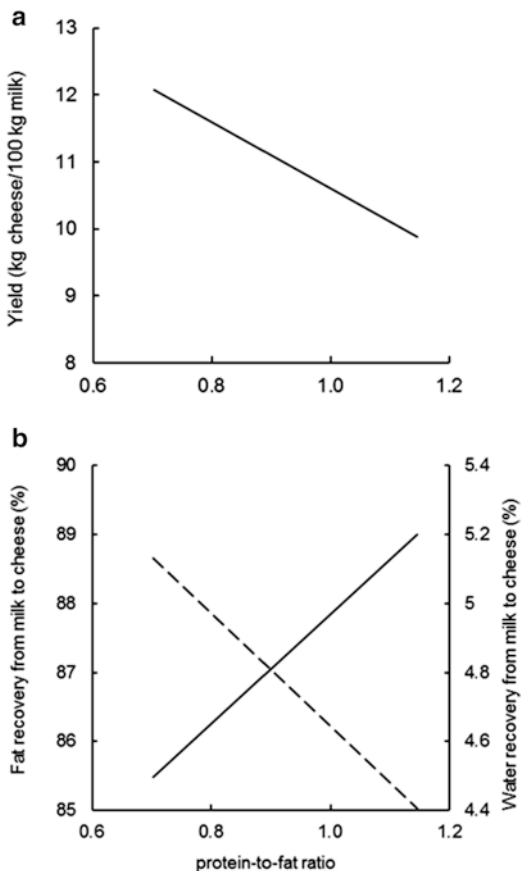 a
Yield (kg cheese/100 kg milk)
13
12
11
10
9
8
0.6 0.8 1.0 1.2
b
Fat recovery from milk to cheese (%)
90
89
88
87
86
85
Water recovery from milk to cheese (%)
5.4
5.2
5
4.8
4.6
4.4
0.6 0.8 1.0 1.2
protein-to-fat ratio